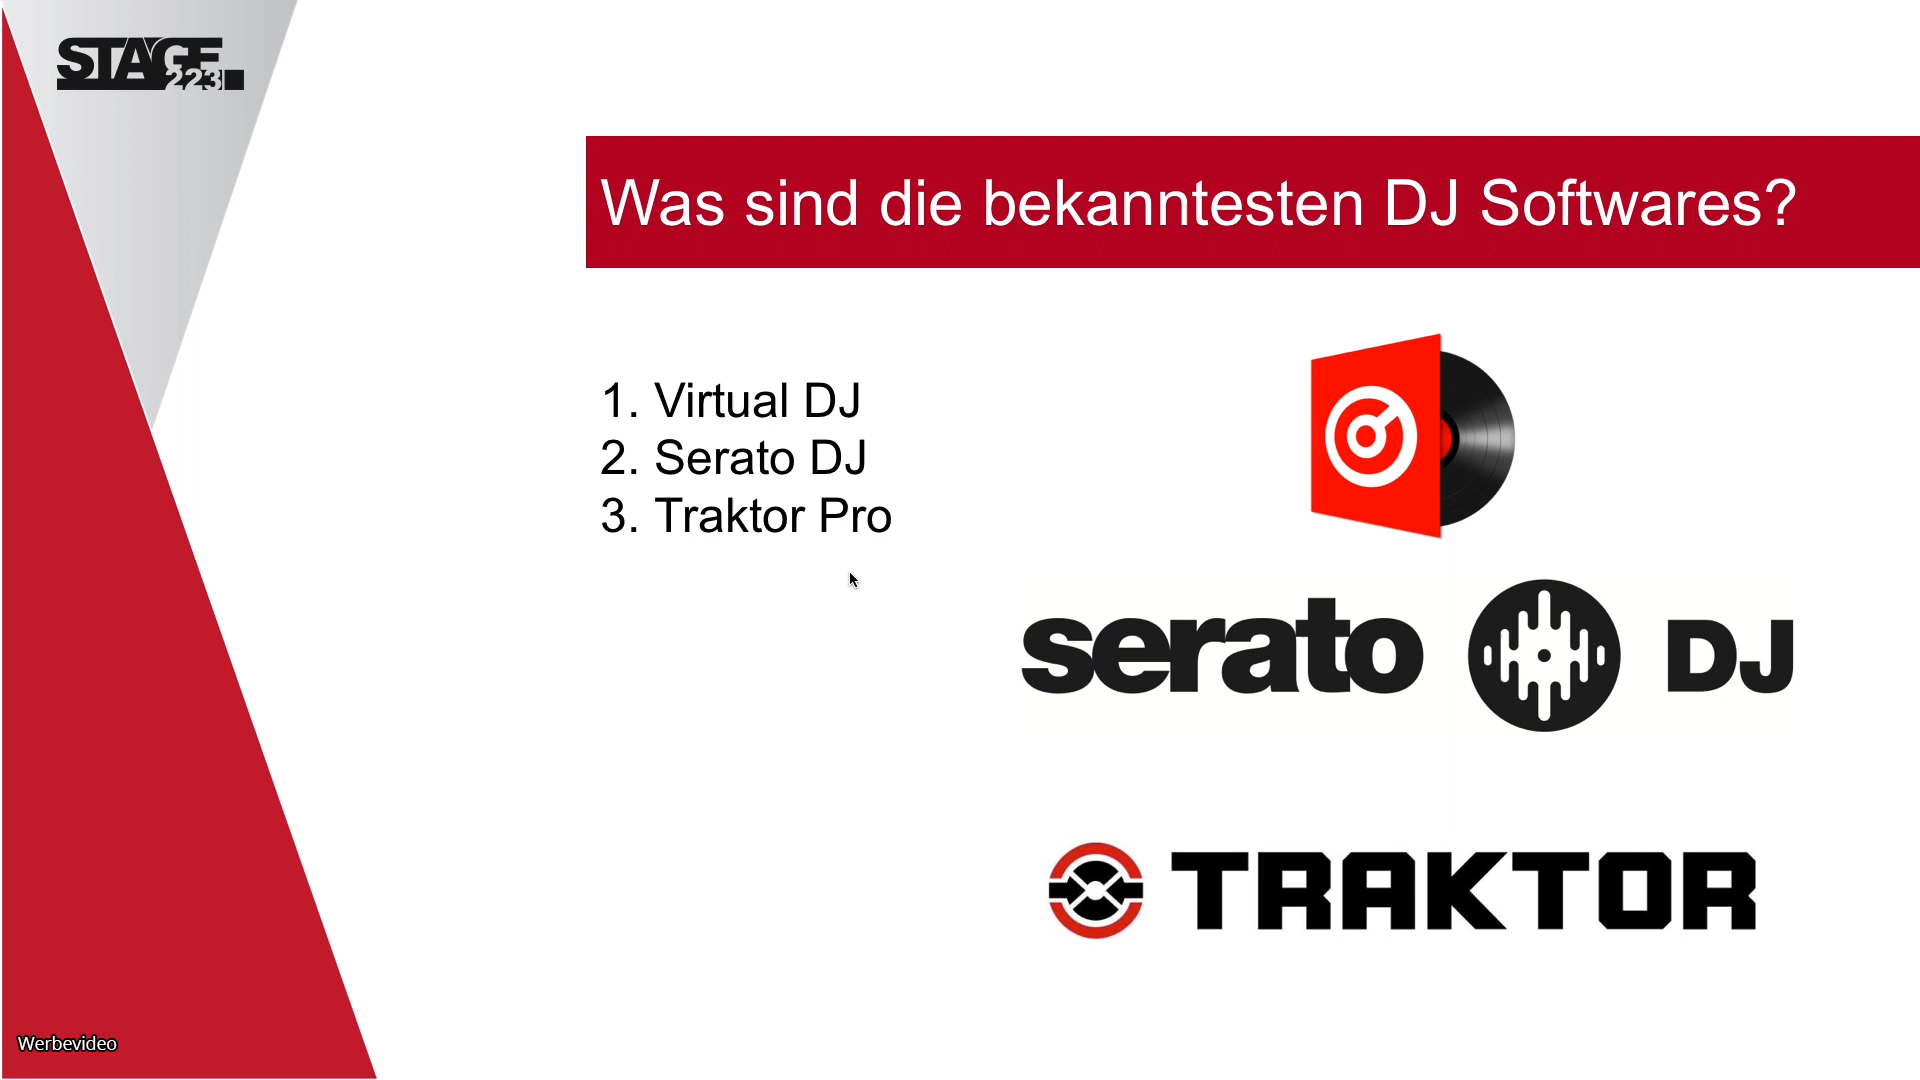 STAGE
223
Was sind die bekanntesten DJ Softwares?
1. Virtual DJ
2. Serato DJ
3. Traktor Pro
serato DJ
TRAKTOR
Werbevideo